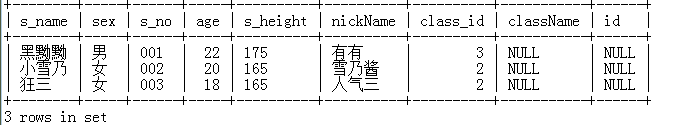 | s_name | sex | s_no | age | s_height | nickName | class_id | className | id |
| 黑黝黝 | 男 | 001 | 22 | 175 | 有有 | 3 | NULL | NULL |
| 小雪乃 | 女 | 002 | 20 | 165 | 雪乃酱 | 2 | NULL | NULL |
| 狂三 | 女 | 003 | 18 | 165 | 人气三 | 2 | NULL | NULL |
3 rows in set